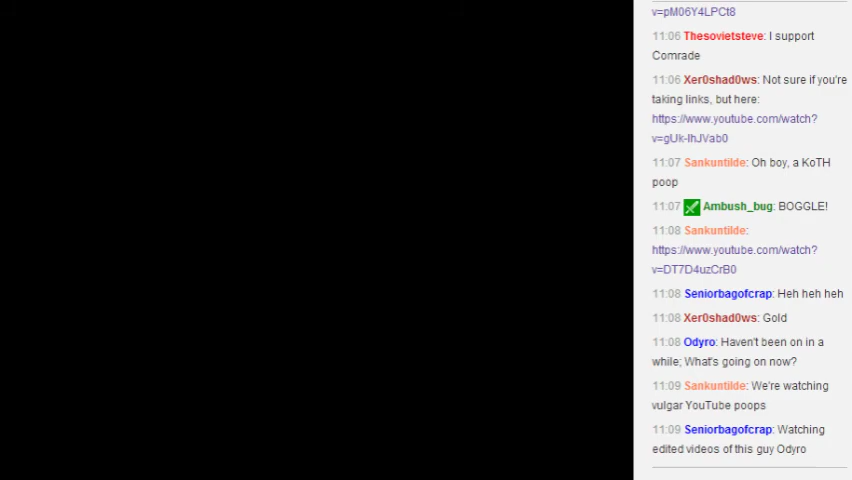 v=pM06Y4LPCt8
11:06 Thesovietsteve: I support
Comrade
11:06 Xer0shad0ws: Not sure if you're
taking links, but here:
https://www.youtube.com/watch?
v=gUk-IhJVab0
11:07 Sankuntilde: Oh boy, a KoTH
poop
11:07 Ambush_bug: BOGGLE!
11:08 Sankuntilde:
https://www.youtube.com/watch?
v=DT7D4uzCrB0
11:08 Seniorbagofcrap: Heh heh heh
11:08 Xer0shad0ws: Gold
11:08 Odyro: Haven't been on in a
while; What's going on now?
11:09 Sankuntilde: We're watching
vulgar YouTube poops
11:09 Seniorbagofcrap: Watching
edited videos of this guy Odyro